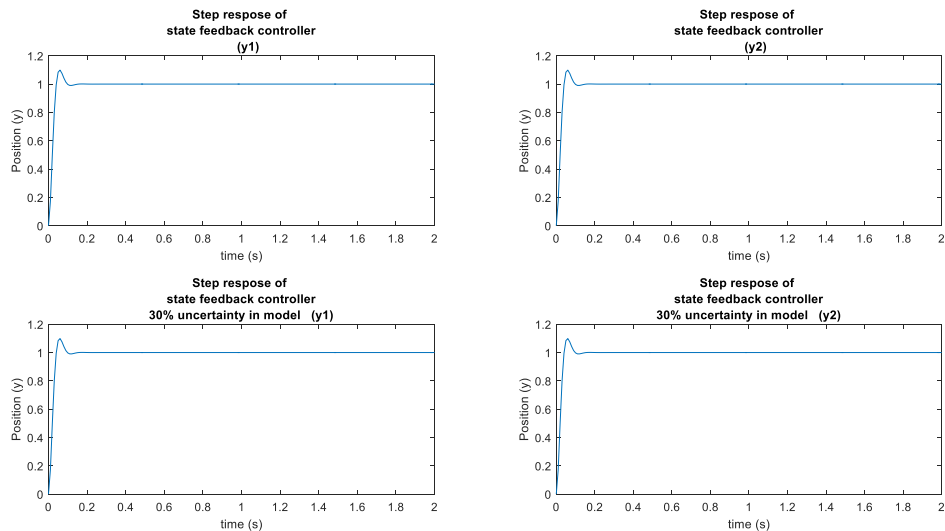 Step respose of
state feedback controller
(y1)
1.2
1
0.8
0.6
0.4
0.2
0
Position (y)
0 0.2 0.4 0.6 0.8 1 1.2 1.4 1.6 1.8 2
time (s)
Step respose of
state feedback controller
(y2)
1.2
1
0.8
0.6
0.4
0.2
0
Position (y)
0 0.2 0.4 0.6 0.8 1 1.2 1.4 1.6 1.8 2
time (s)
Step respose of
state feedback controller
30% uncertainty in model (y1)
1.2
1
0.8
0.6
0.4
0.2
0
Position (y)
0 0.2 0.4 0.6 0.8 1 1.2 1.4 1.6 1.8 2
time (s)
Step respose of
state feedback controller
30% uncertainty in model (y2)
1.2
1
0.8
0.6
0.4
0.2
0
Position (y)
0 0.2 0.4 0.6 0.8 1 1.2 1.4 1.6 1.8 2
time (s)